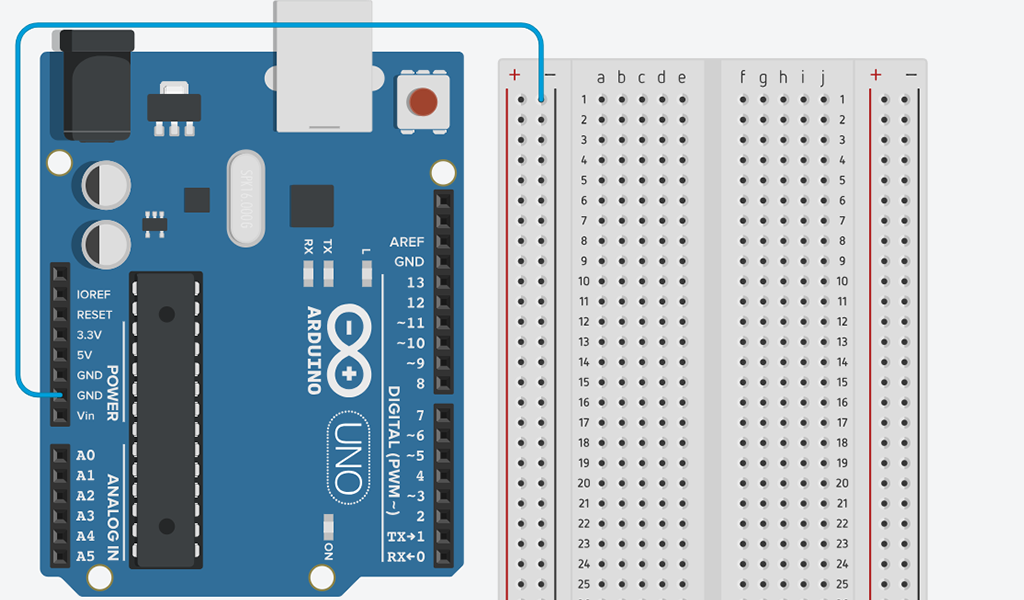 + − a b c d e f g h i j + −
1 1
2 2
3 3
4 4
5 5
6 6
7 7
8 8
9 9
10 10
11 11
12 12
13 13
14 14
15 15
16 16
17 17
18 18
19 19
20 20
21 21
22 22
23 23
24 24
25 25
SPK16.000G
RX
TX
L
AREF
GND
13
12
~11
~10
~9
8
7
~6
~5
4
~3
2
TX→1
RX←0
DIGITAL (PWM ~)
ARDUINO
− +
UNO
ON
IOREF
RESET
3.3V
5V
GND
GND
Vin
POWER
A0
A1
A2
A3
A4
A5
ANALOG IN